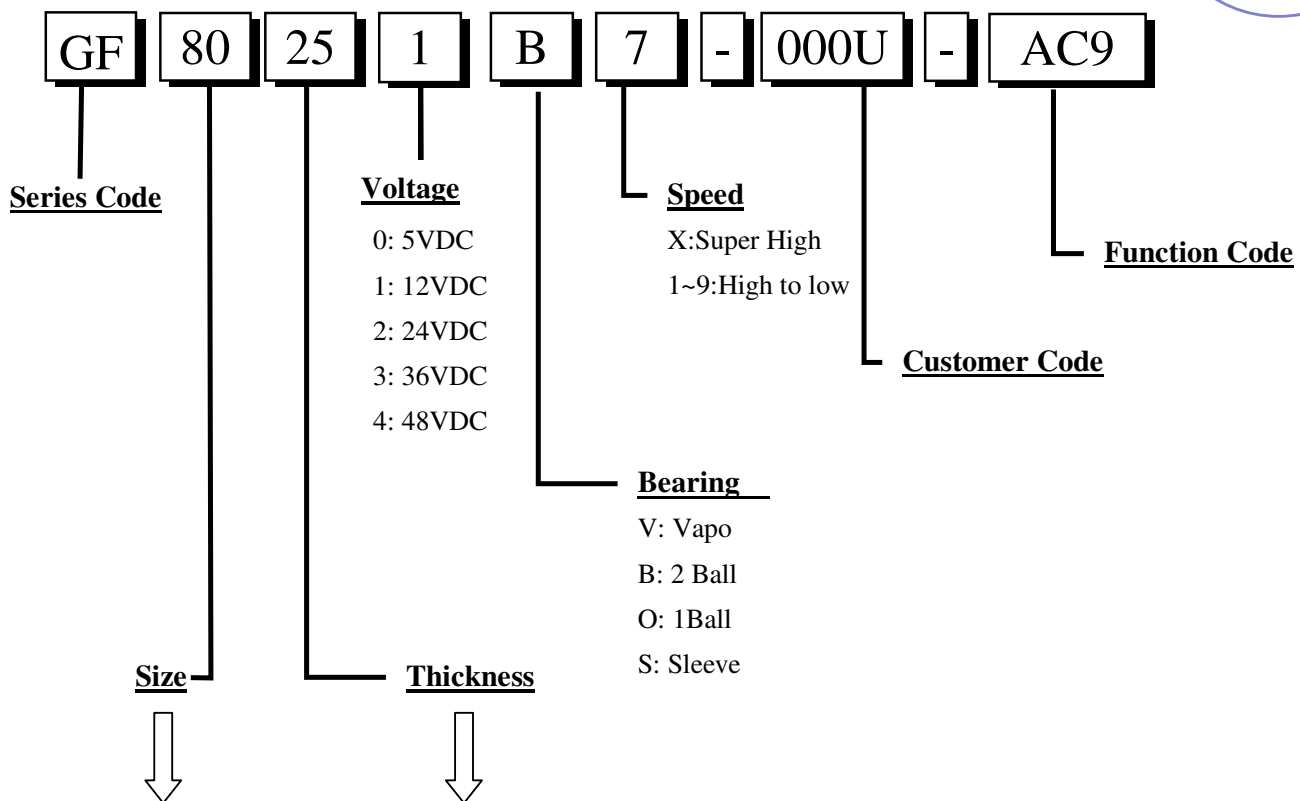 GF 80 25 1 B 7 - 000U - AC9
Series Code
Voltage
0: 5VDC
1: 12VDC
2: 24VDC
3: 36VDC
4: 48VDC
Speed
X:Super High
1~9:High to low
Function Code
Customer Code
Bearing
V: Vapo
B: 2 Ball
O: 1Ball
S: Sleeve
Size
Thickness